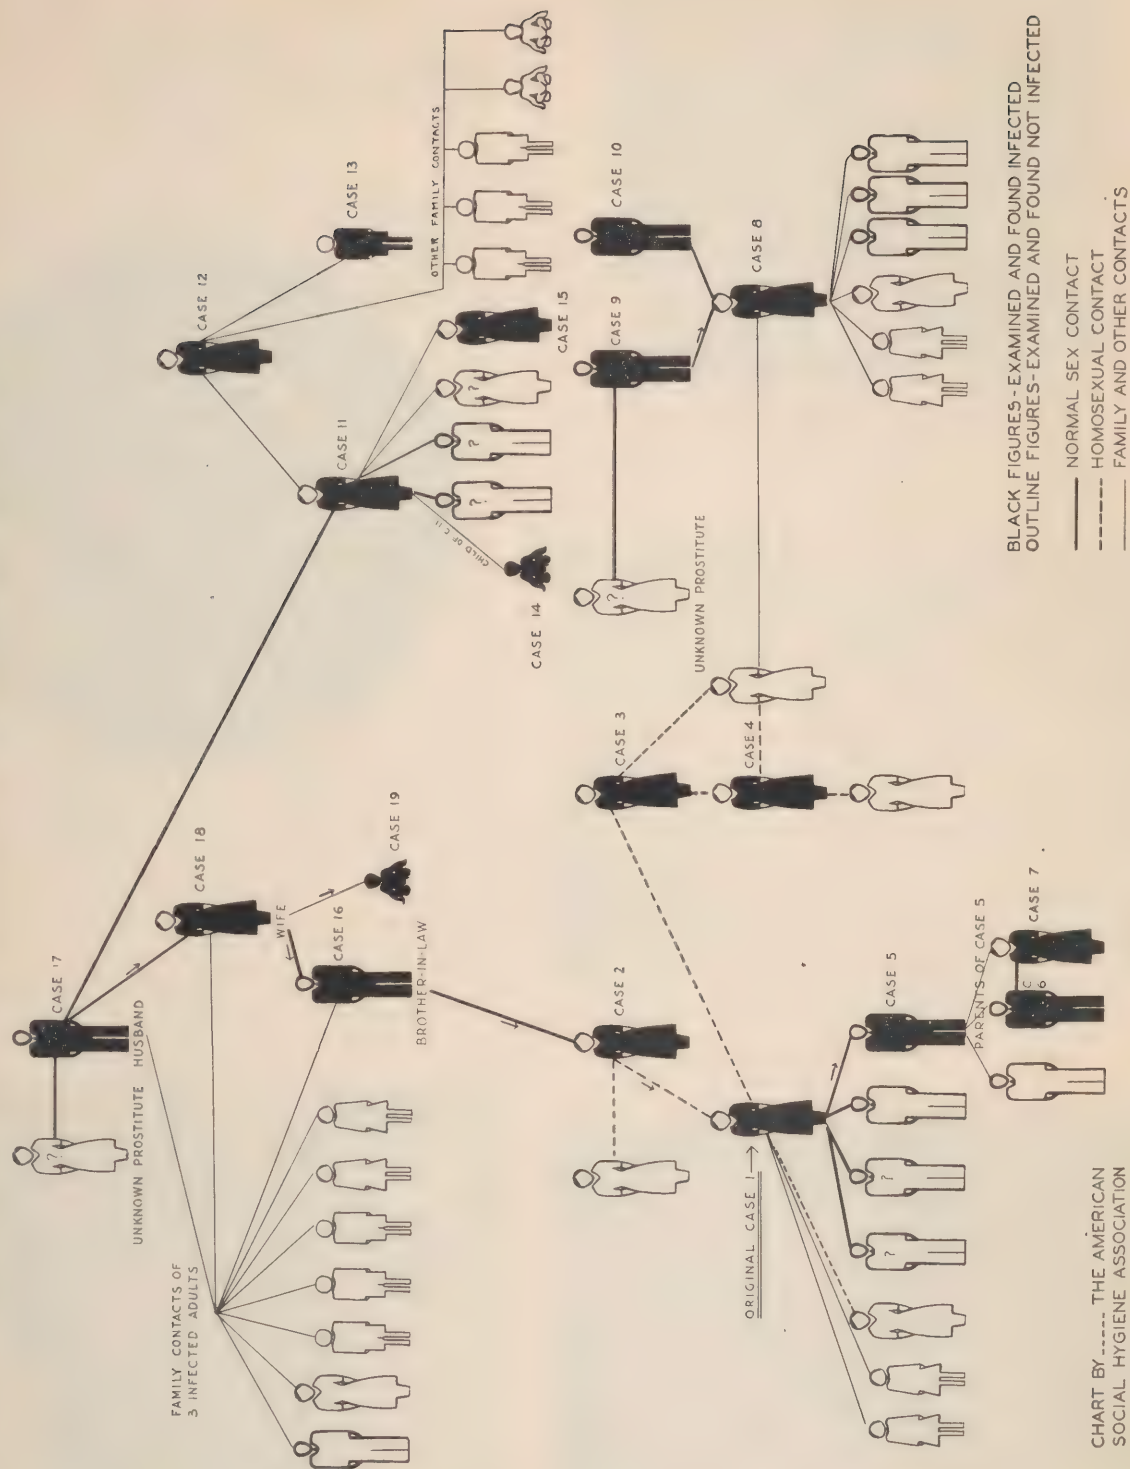 UNKNOWN PROSTITUTE
?
CASE 17
HUSBAND
FAMILY CONTACTS OF
3 INFECTED ADULTS
CASE 18
WIFE
CASE 19
CASE 16
BROTHER-IN-LAW
CASE 12
CASE 13
OTHER FAMILY CONTACTS
CASE 11
CHILD OF C 11
CASE 14
?
?
?
CASE 15
CASE 2
ORIGINAL CASE 1
?
?
CASE 5
PARENTS OF CASE 5
C
6
CASE 7
CASE 3
CASE 4
UNKNOWN PROSTITUTE
?
CASE 9
CASE 10
CASE 8
CHART BY ----- THE AMERICAN
SOCIAL HYGIENE ASSOCIATION
BLACK FIGURES - EXAMINED AND FOUND INFECTED
OUTLINE FIGURES - EXAMINED AND FOUND NOT INFECTED
NORMAL SEX CONTACT
HOMOSEXUAL CONTACT
FAMILY AND OTHER CONTACTS